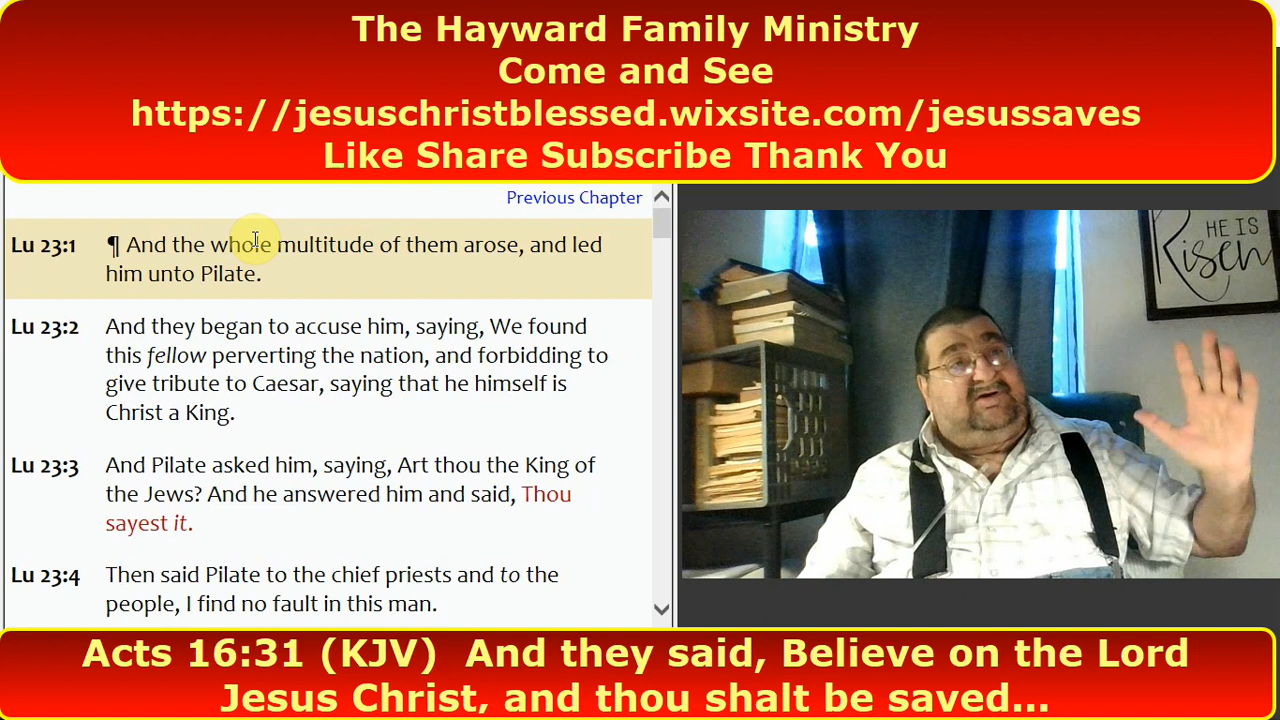 The Hayward Family Ministry
Come and See
https://jesuschristblessed.wixsite.com/jesussaves
Like Share Subscribe Thank You
Previous Chapter
Lu 23:1 ¶ And the whole multitude of them arose, and led
him unto Pilate.
Lu 23:2 And they began to accuse him, saying, We found
this fellow perverting the nation, and forbidding to
give tribute to Caesar, saying that he himself is
Christ a King.
Lu 23:3 And Pilate asked him, saying, Art thou the King of
the Jews? And he answered him and said, Thou
sayest it.
Lu 23:4 Then said Pilate to the chief priests and to the
people, I find no fault in this man.
HE IS
Risen
Acts 16:31 (KJV) And they said, Believe on the Lord
Jesus Christ, and thou shalt be saved...